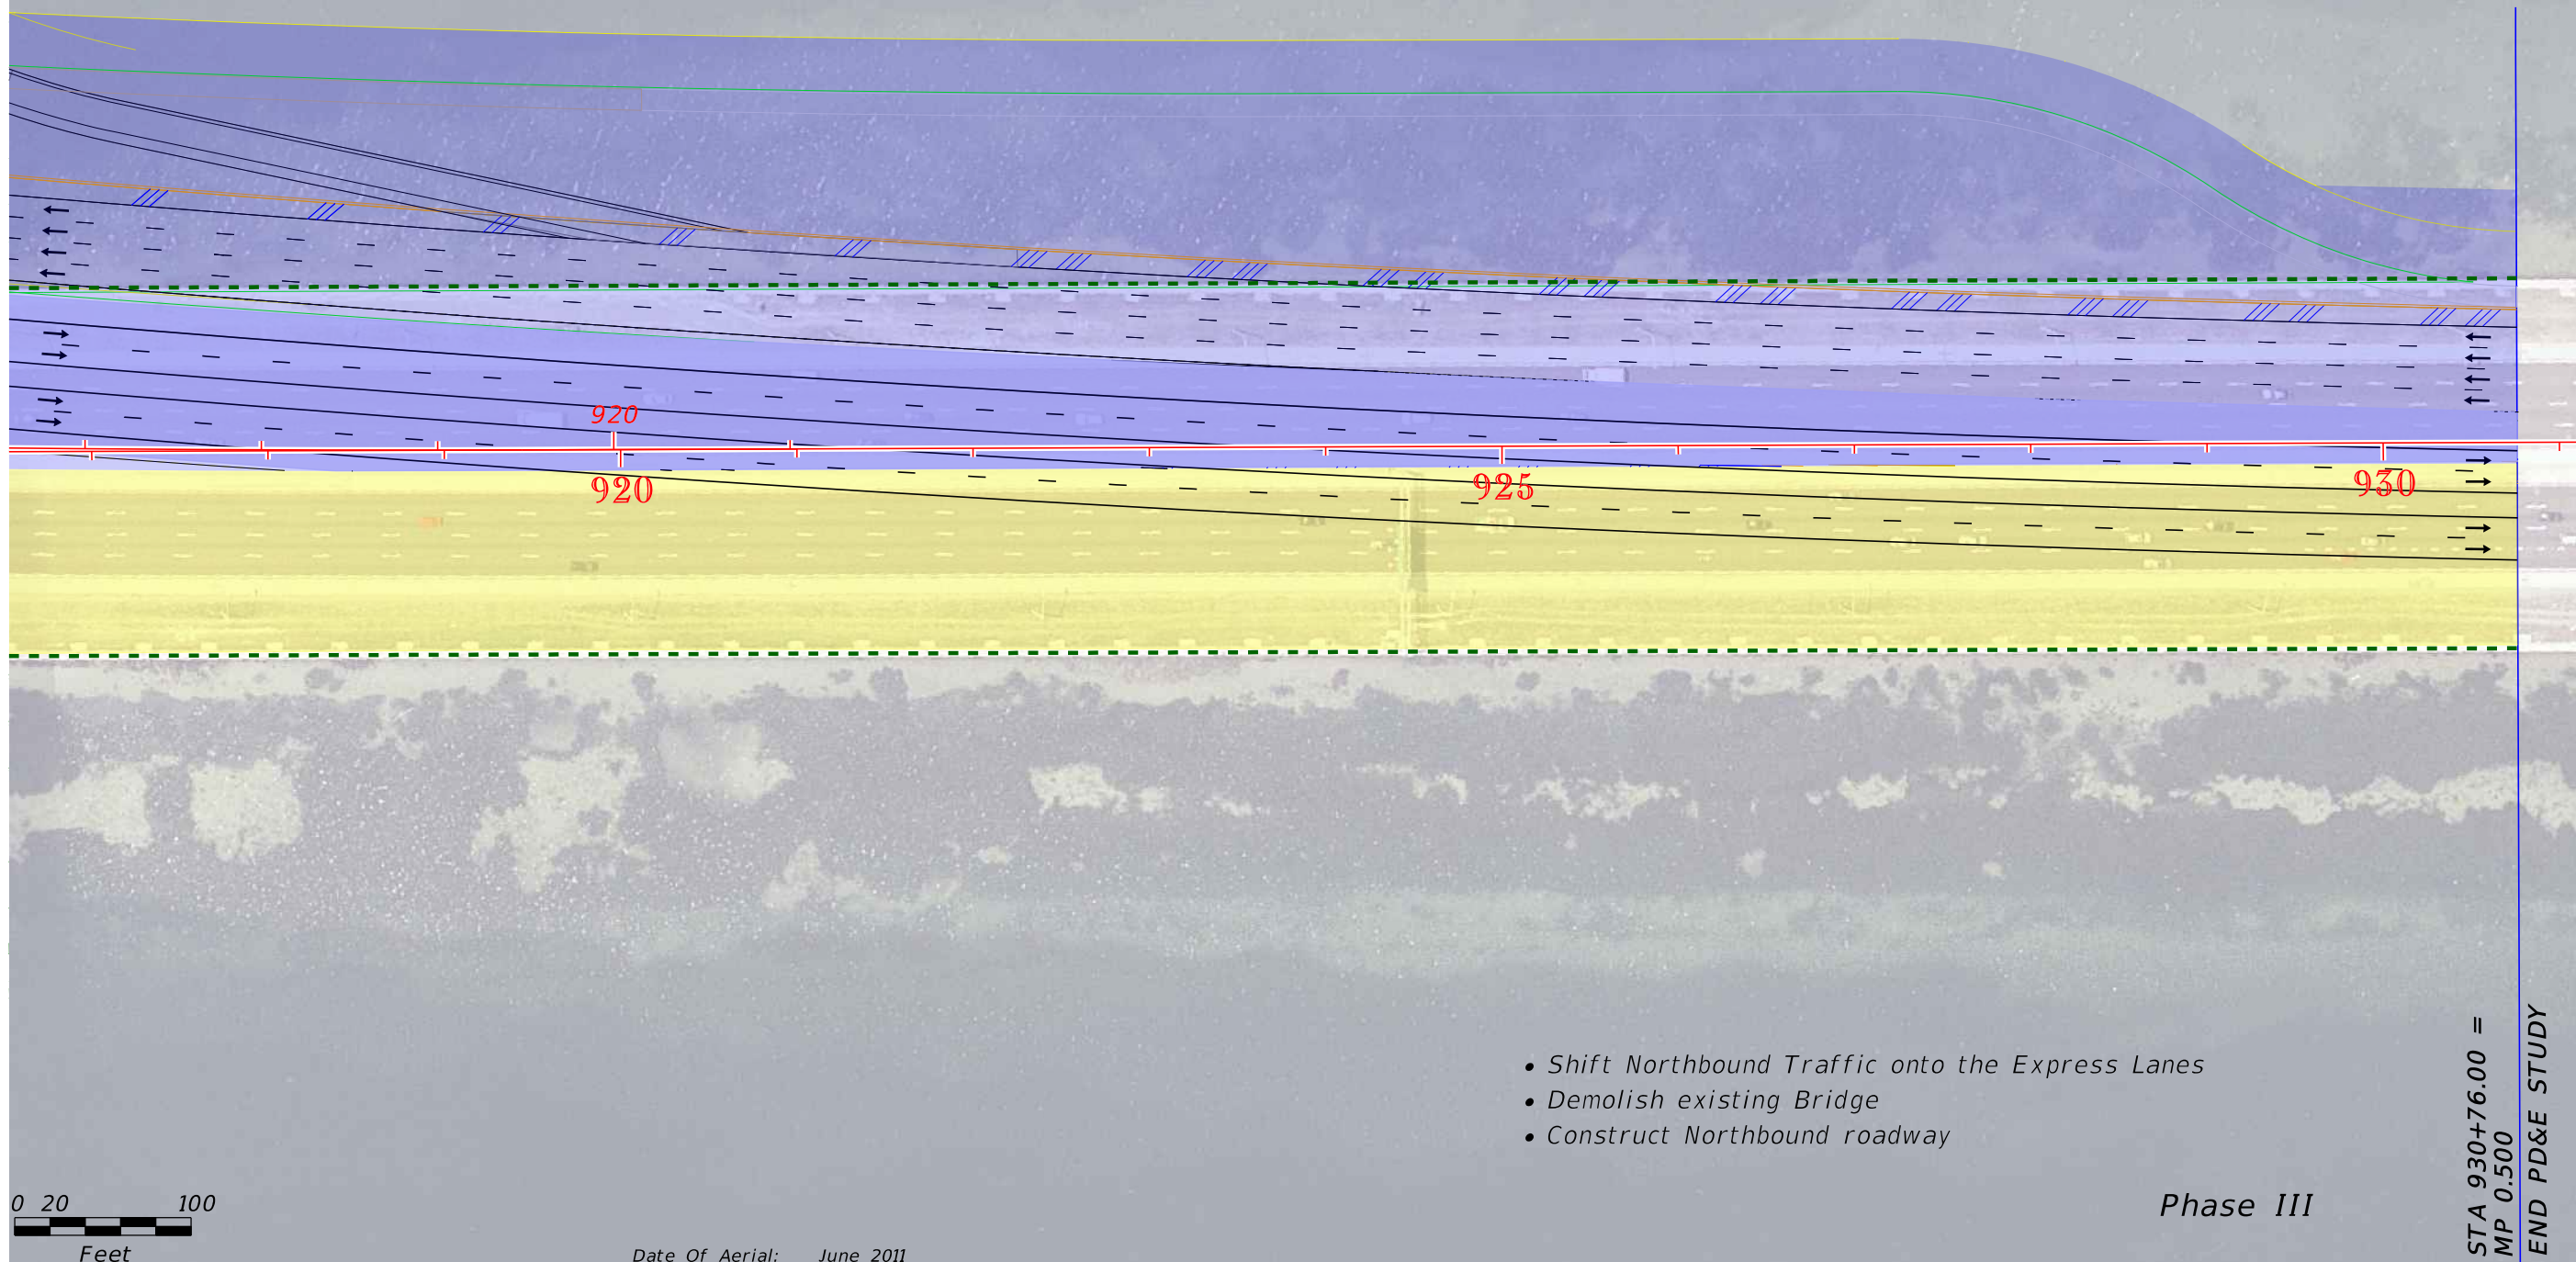 920
920
925
930
• Shift Northbound Traffic onto the Express Lanes
• Demolish existing Bridge
• Construct Northbound roadway
STA 930+76.00 =
MP 0.500
END PD&E STUDY
Phase III
0 20 100
Feet
Date Of Aerial: June 2011